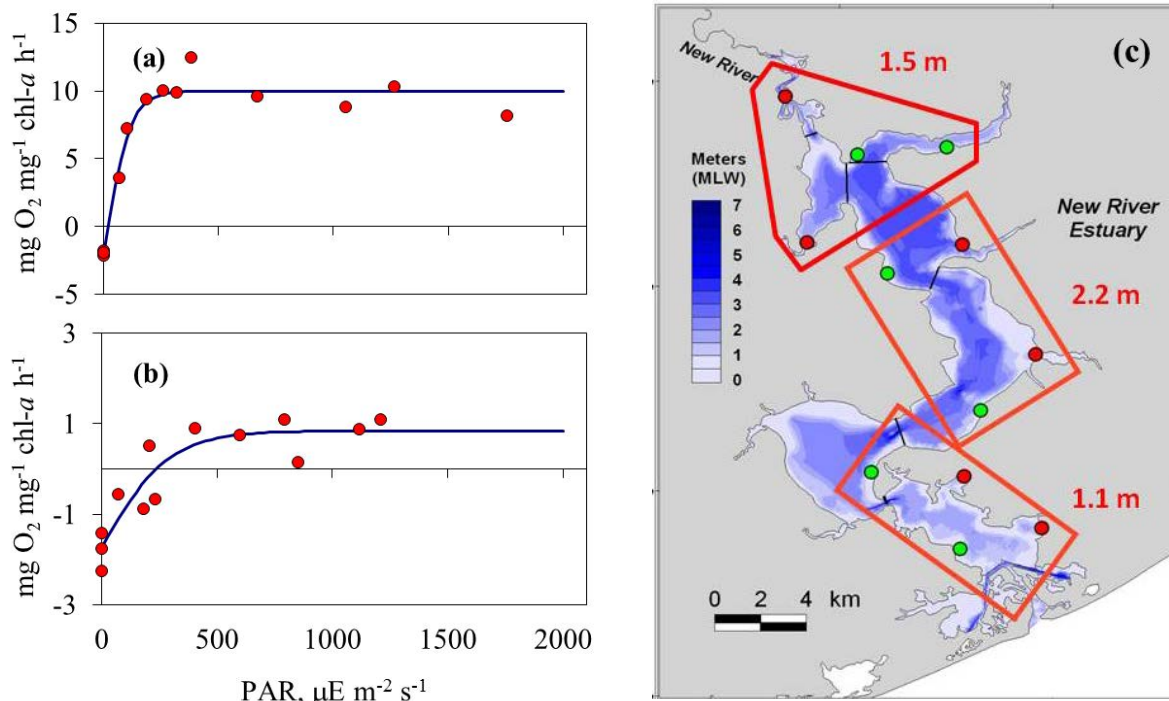 15
10
5
0
-5
(a)
mg O₂ mg⁻¹ chl-a h⁻¹
3
1
-1
-3
(b)
mg O₂ mg⁻¹ chl-a h⁻¹
0 500 1000 1500 2000
PAR, µE m⁻² s⁻¹
(c)
New River
1.5 m
Meters
(MLW)
7
6
5
4
3
2
1
0
New River
Estuary
2.2 m
1.1 m
0 2 4 km